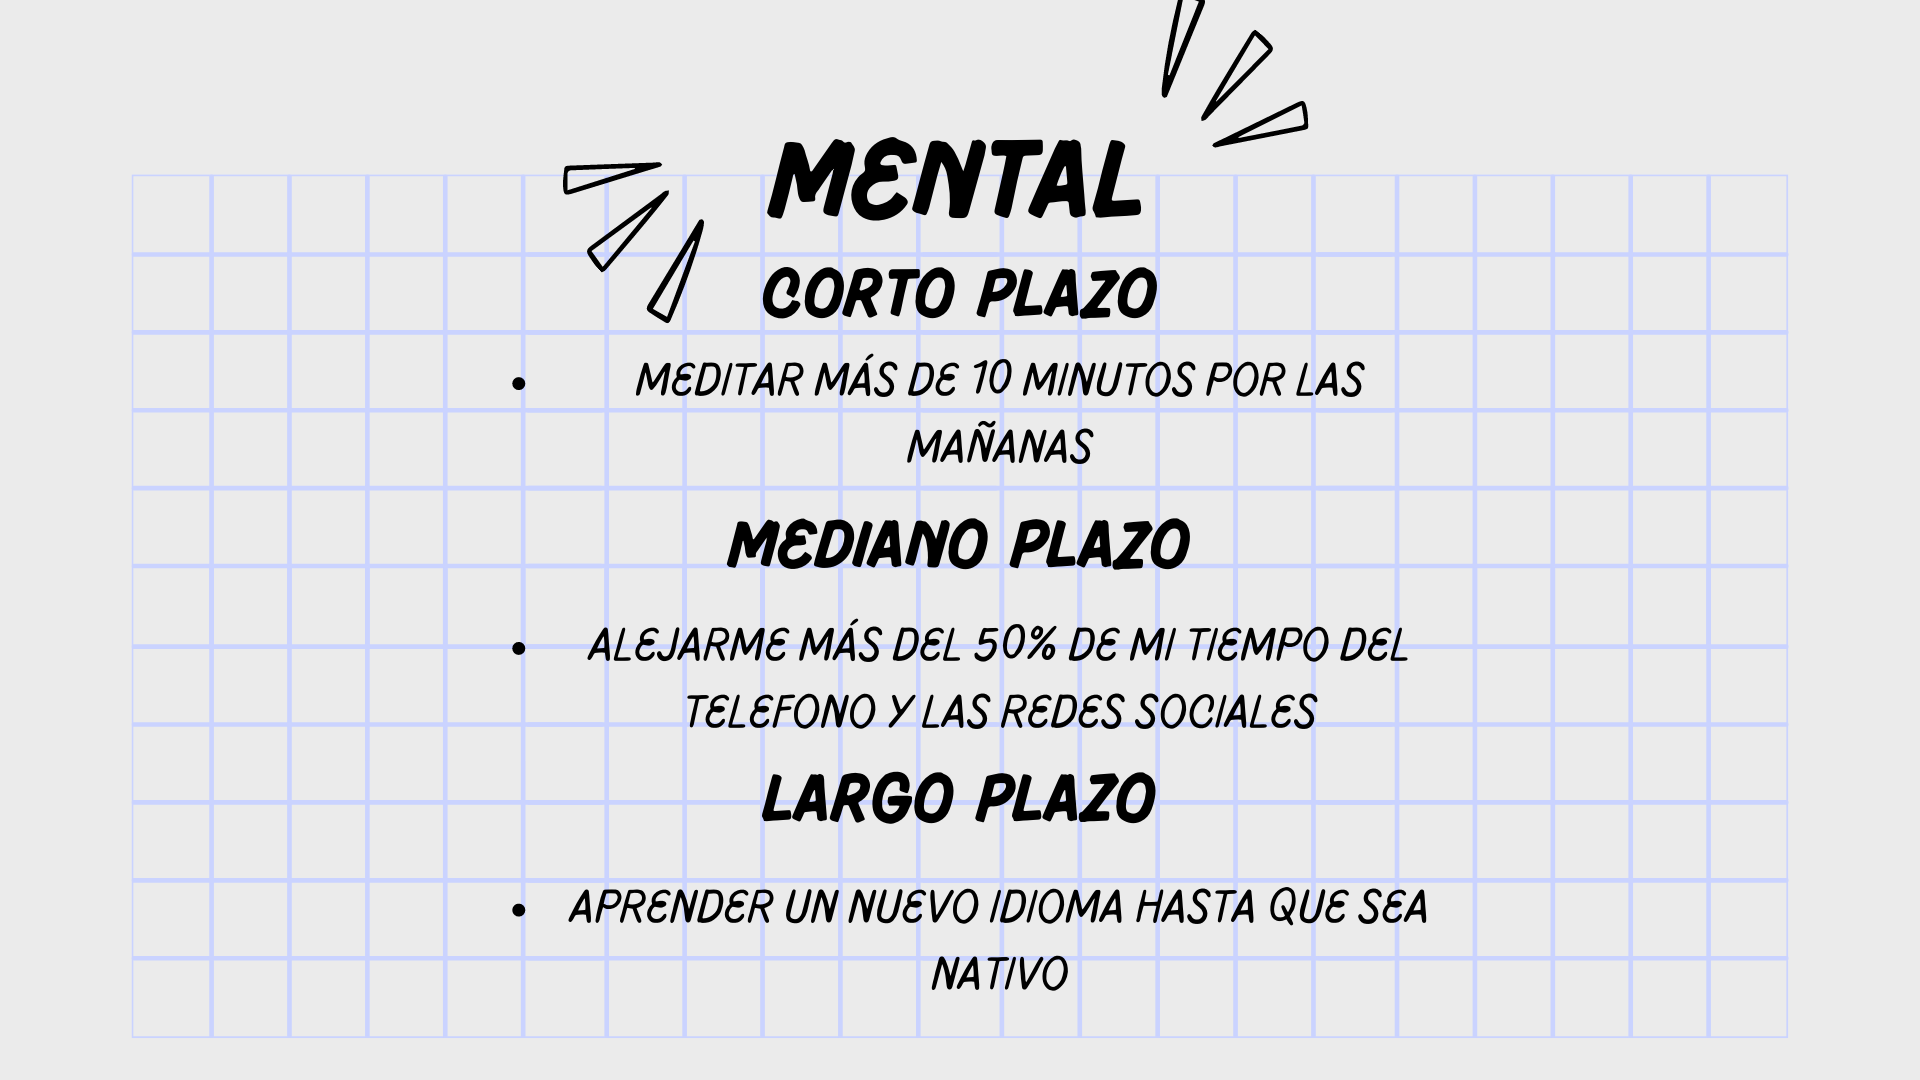 MENTAL
CORTO PLAZO
• MEDITAR MÁS DE 10 MINUTOS POR LAS
MAÑANAS
MEDIANO PLAZO
• ALEJARME MÁS DEL 50% DE MI TIEMPO DEL
TELEFONO Y LAS REDES SOCIALES
LARGO PLAZO
• APRENDER UN NUEVO IDIOMA HASTA QUE SEA
NATIVO